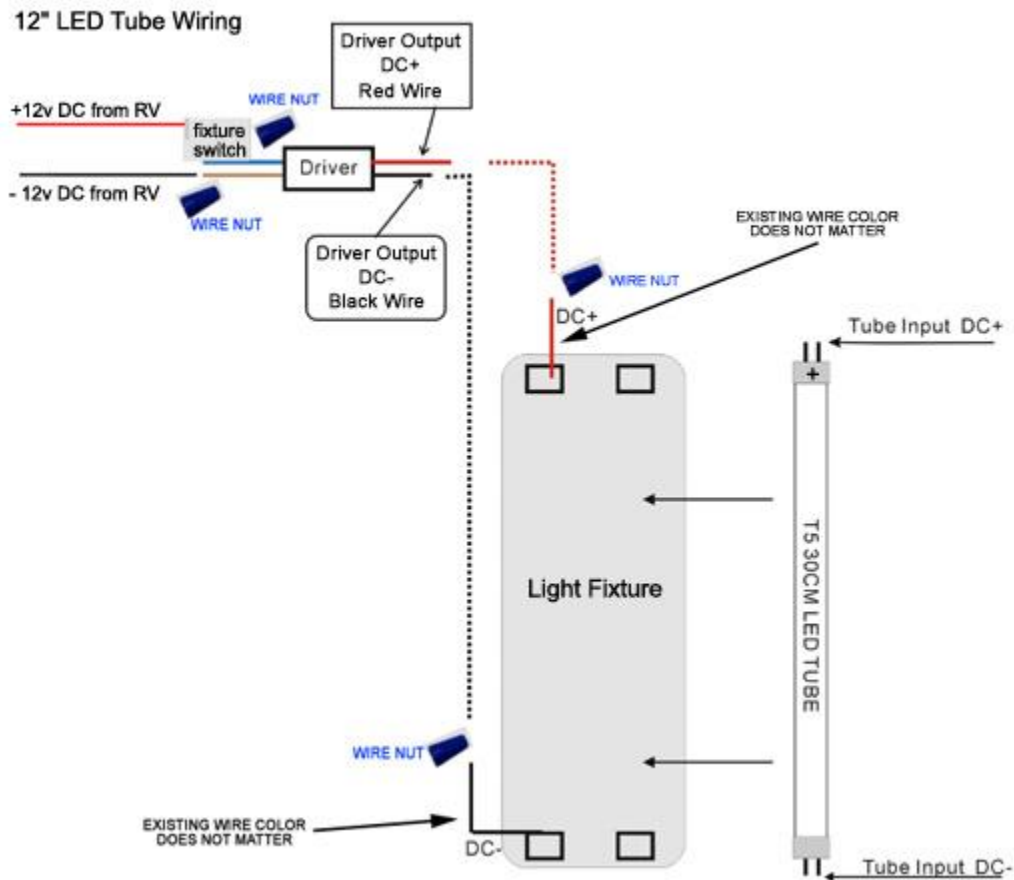 12" LED Tube Wiring
Driver Output
DC+
Red Wire
WIRE NUT
+12v DC from RV
fixture
switch
Driver
- 12v DC from RV
WIRE NUT
Driver Output
DC-
Black Wire
EXISTING WIRE COLOR
DOES NOT MATTER
WIRE NUT
DC+
Tube Input DC+
+
Light Fixture
T5 30CM LED TUBE
WIRE NUT
EXISTING WIRE COLOR
DOES NOT MATTER
DC-
Tube Input DC-